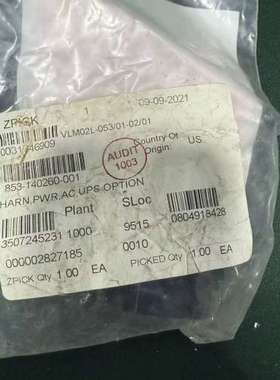 ZPICK
1
09-09-2021
VLM02L-053/01-02/01
Country Of
Origin:
US
AUDIT
1003
853-140260-001
HARN,PWR,AC UPS OPTION
Plant
SLoc
3507245231
1000
9515
0804918428
000002827185
0010
ZPICK Qty
1.00
EA
PICKED Qty
1.00
EA